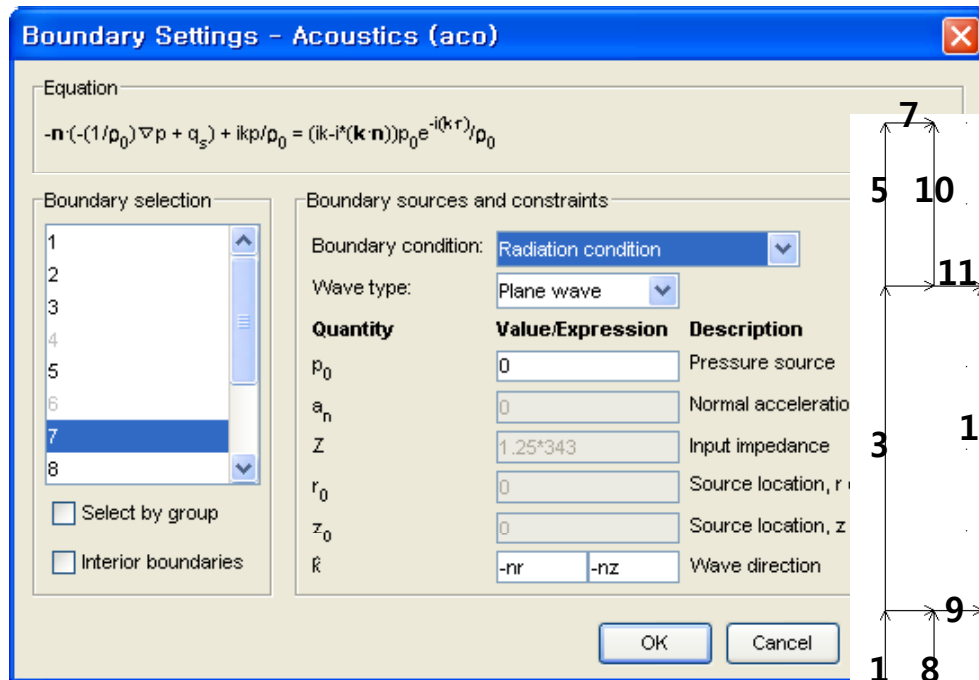 Boundary Settings - Acoustics (aco)
Equation
-n·(-(1/ρ₀)∇p + qₛ) + ikp/ρ₀ = (ik-i*(k·n))p₀e^-i(k·r)/ρ₀
Boundary selection
1
2
3
4
5
6
7
8
Select by group
Interior boundaries
Boundary sources and constraints
Boundary condition: Radiation condition
Wave type: Plane wave
Quantity Value/Expression Description
p₀ 0 Pressure source
aₙ 0 Normal acceleratio
Z 1.25*343 Input impedance
r₀ 0 Source location, r
z₀ 0 Source location, z
k̂ -nr -nz Wave direction
OK Cancel
7
5 10
11
3 1
9
1 8